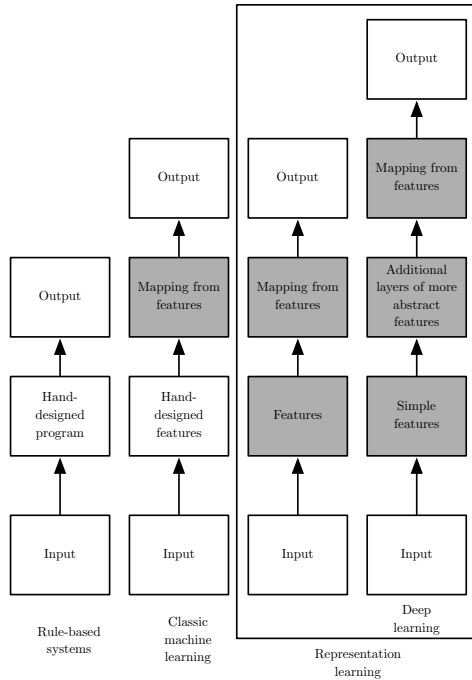 Output
Output
Output
Mapping from
features
Output
Mapping from
features
Mapping from
features
Additional
layers of more
abstract
features
Hand-
designed
program
Hand-
designed
features
Features
Simple
features
Input
Input
Input
Input
Rule-based
systems
Classic
machine
learning
Deep
learning
Representation
learning